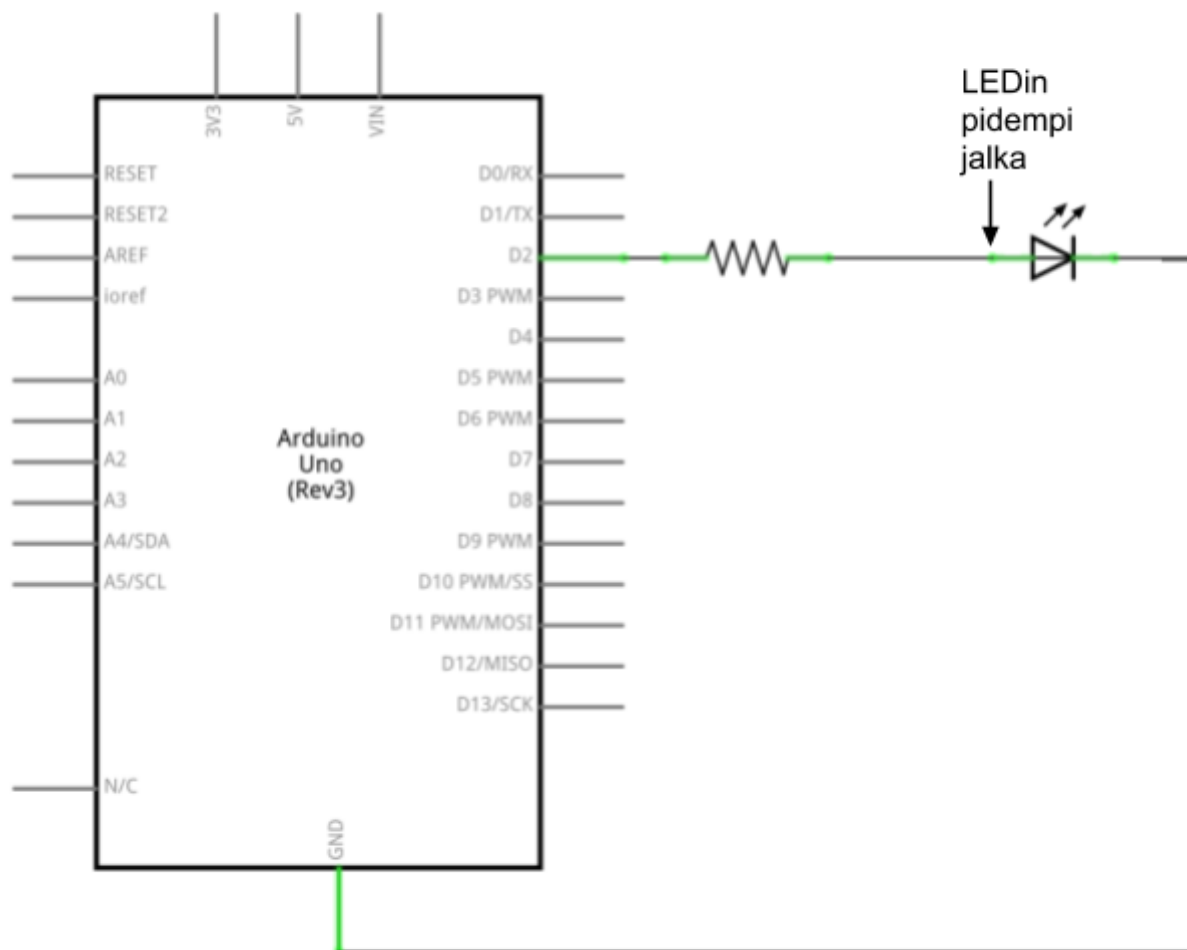 LEDin
pidempi
jalka
3V3
5V
VIN
RESET
D0/RX
RESET2
D1/TX
AREF
D2
ioref
D3 PWM
D4
A0
D5 PWM
A1
D6 PWM
A2
D7
A3
D8
A4/SDA
D9 PWM
A5/SCL
D10 PWM/SS
D11 PWM/MOSI
D12/MISO
D13/SCK
Arduino
Uno
(Rev3)
N/C
GND